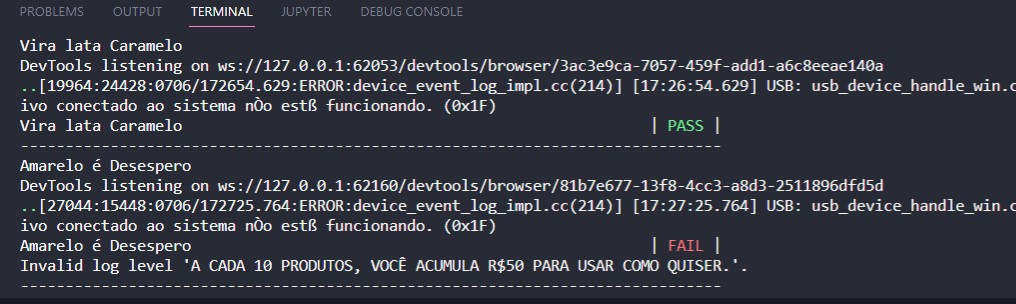 PROBLEMS OUTPUT TERMINAL JUPYTER DEBUG CONSOLE
Vira lata Caramelo
DevTools listening on ws://127.0.0.1:62053/devtools/browser/3ac3e9ca-7057-459f-add1-a6c8eeae140a
..[19964:24428:0706/172654.629:ERROR:device_event_log_impl.cc(214)] [17:26:54.629] USB: usb_device_handle_win.c
ivo conectado ao sistema nÒo estß funcionando. (0x1F)
Vira lata Caramelo | PASS |
------------------------------------------------------------------------------
Amarelo é Desespero
DevTools listening on ws://127.0.0.1:62160/devtools/browser/81b7e677-13f8-4cc3-a8d3-2511896dfd5d
..[27044:15448:0706/172725.764:ERROR:device_event_log_impl.cc(214)] [17:27:25.764] USB: usb_device_handle_win.c
ivo conectado ao sistema nÒo estß funcionando. (0x1F)
Amarelo é Desespero | FAIL |
Invalid log level 'A CADA 10 PRODUTOS, VOCÊ ACUMULA R$50 PARA USAR COMO QUISER.'.
------------------------------------------------------------------------------